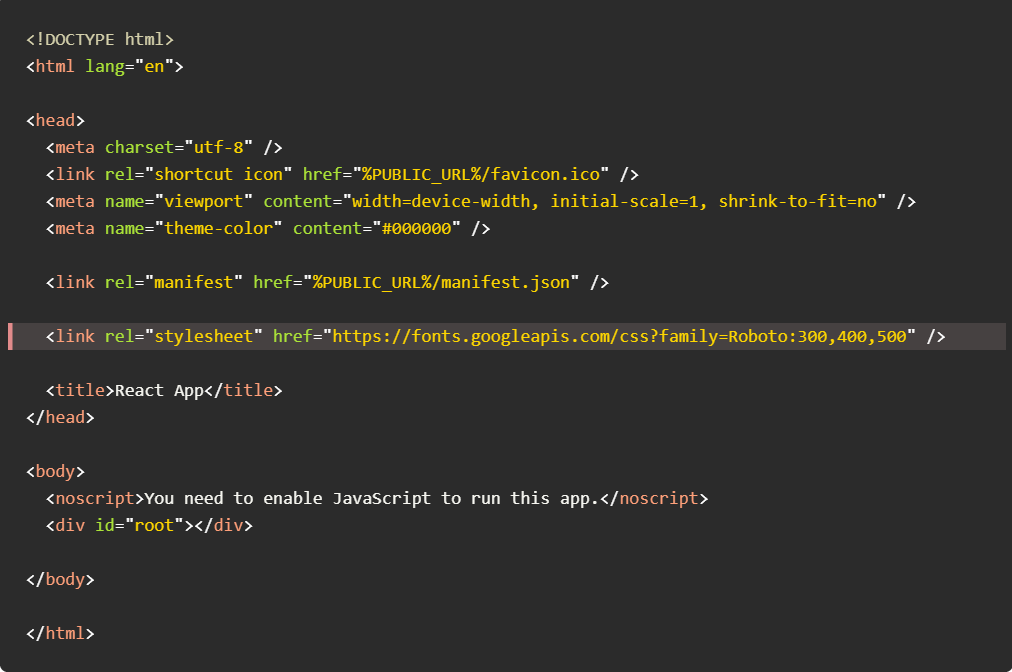 <!DOCTYPE html>
<html lang="en">
<head>
<meta charset="utf-8" />
<link rel="shortcut icon" href="%PUBLIC_URL%/favicon.ico" />
<meta name="viewport" content="width=device-width, initial-scale=1, shrink-to-fit=no" />
<meta name="theme-color" content="#000000" />
<link rel="manifest" href="%PUBLIC_URL%/manifest.json" />
<link rel="stylesheet" href="https://fonts.googleapis.com/css?family=Roboto:300,400,500" />
<title>React App</title>
</head>
<body>
<noscript>You need to enable JavaScript to run this app.</noscript>
<div id="root"></div>
</body>
</html>